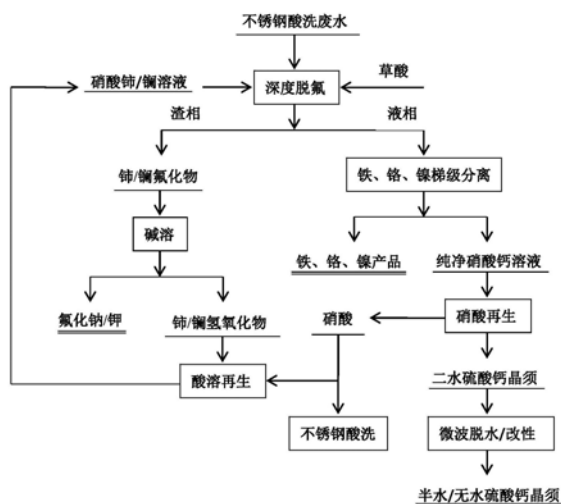 不锈钢酸洗废水
硝酸铈/镧溶液
深度脱氟
草酸
渣相
液相
铈/镧氟化物
铁、铬、镍梯级分离
碱溶
铁、铬、镍产品
纯净硝酸钙溶液
氟化钠/钾
铈/镧氢氧化物
硝酸
硝酸再生
酸溶再生
二水硫酸钙晶须
不锈钢酸洗
微波脱水/改性
半水/无水硫酸钙晶须